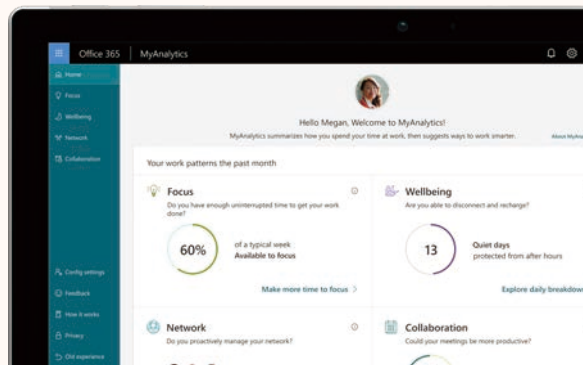 Office 365
MyAnalytics
Home
Focus
Wellbeing
Network
Collaboration
Config settings
Feedback
How it works
Privacy
Old experience
Hello Megan, Welcome to MyAnalytics!
MyAnalytics summarizes how you spend your time at work, then suggests ways to work smarter.
About MyAnaly
Your work patterns the past month
Focus
Do you have enough uninterrupted time to get your work
done?
60%
of a typical week
Available to focus
Make more time to focus >
Wellbeing
Are you able to disconnect and recharge?
13
Quiet days
protected from after hours
Explore daily breakdown
Network
Do you proactively manage your network?
Collaboration
Could your meetings be more productive?